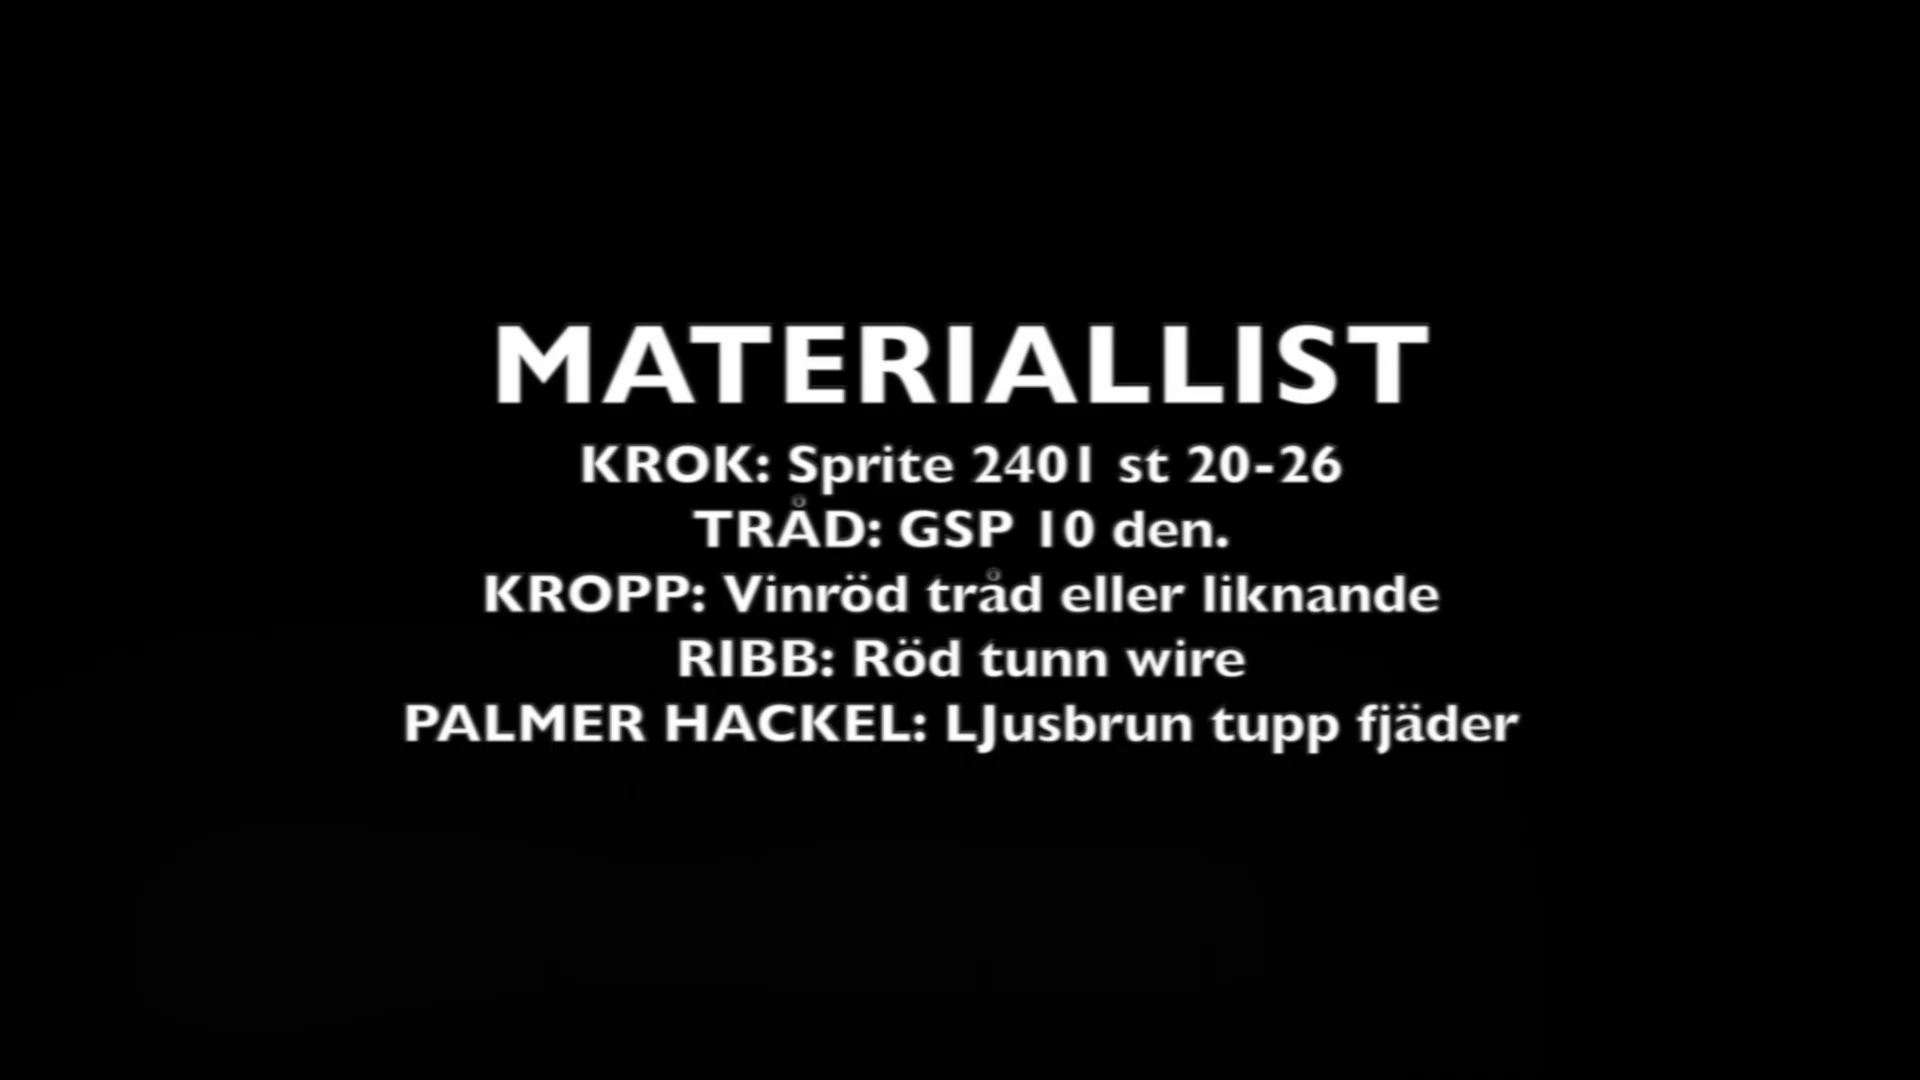 MATERIALLIST
KROK: Sprite 2401 st 20-26
TRÅD: GSP 10 den.
KROPP: Vinröd tråd eller liknande
RIBB: Röd tunn wire
PALMER HACKEL: LJusbrun tupp fjäder